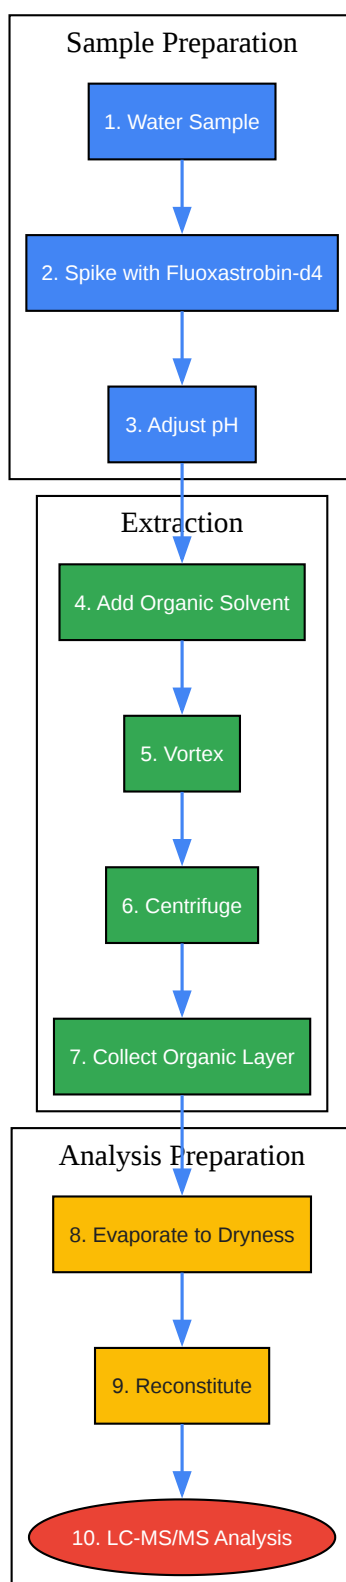 Sample Preparation
1. Water Sample
2. Spike with Fluoxastrobin-d4
3. Adjust pH
Extraction
4. Add Organic Solvent
5. Vortex
6. Centrifuge
7. Collect Organic Layer
Analysis Preparation
8. Evaporate to Dryness
9. Reconstitute
10. LC-MS/MS Analysis